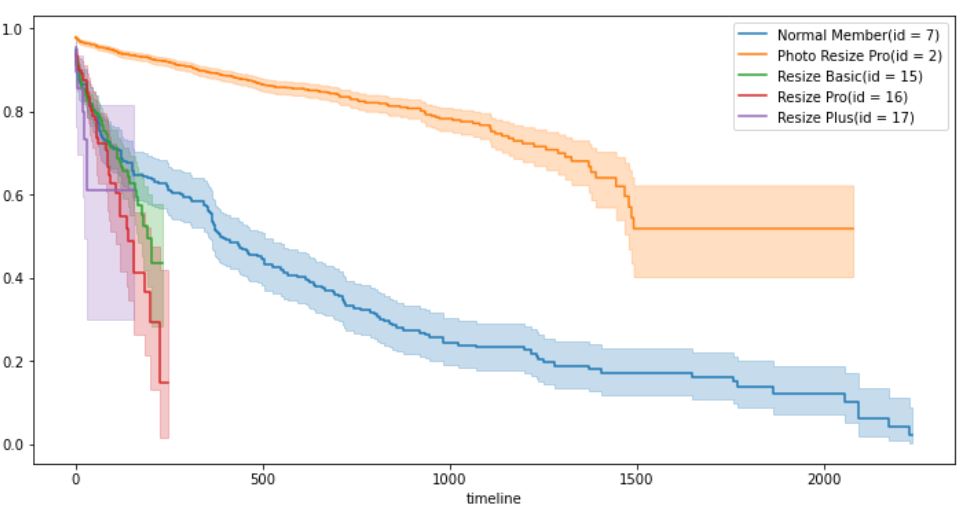 1.0
0.8
0.6
0.4
0.2
0.0
Normal Member(id = 7)
Photo Resize Pro(id = 2)
Resize Basic(id = 15)
Resize Pro(id = 16)
Resize Plus(id = 17)
0 500 1000 1500 2000
timeline